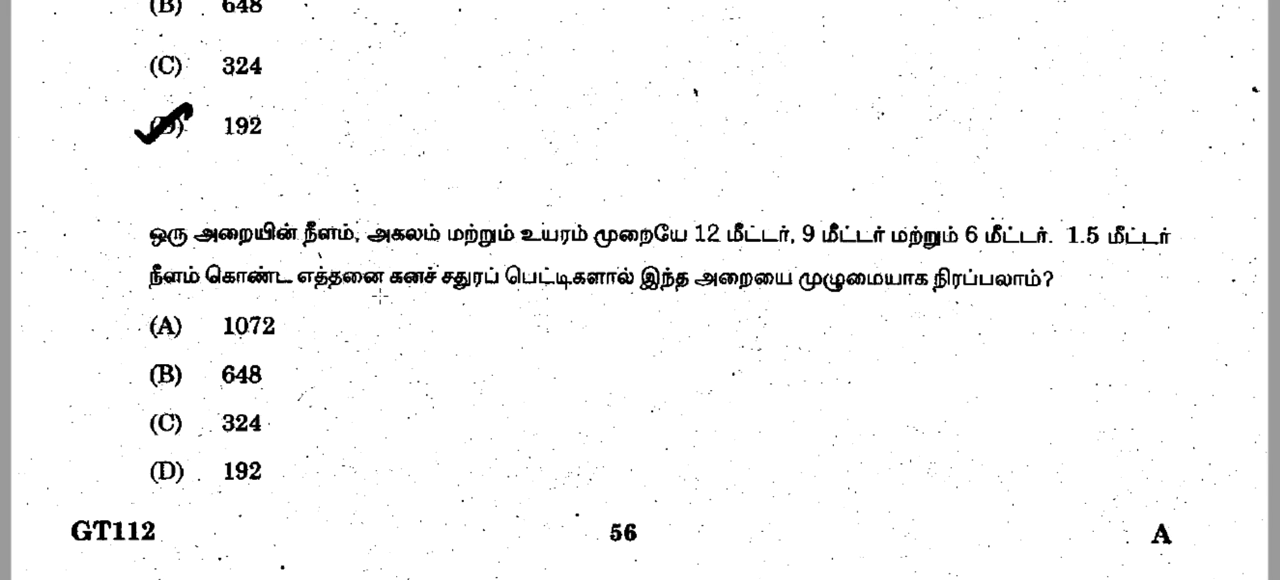 (B) 648
(C) 324
(D) 192
ஒரு அறையின் நீளம், அகலம் மற்றும் உயரம் முறையே 12 மீட்டர், 9 மீட்டர் மற்றும் 6 மீட்டர். 1.5 மீட்டர்
நீளம் கொண்ட எத்தனை கனச் சதுரப் பெட்டிகளால் இந்த அறையை முழுமையாக நிரப்பலாம்?
(A) 1072
(B) 648
(C) 324
(D) 192
GT112 56 A